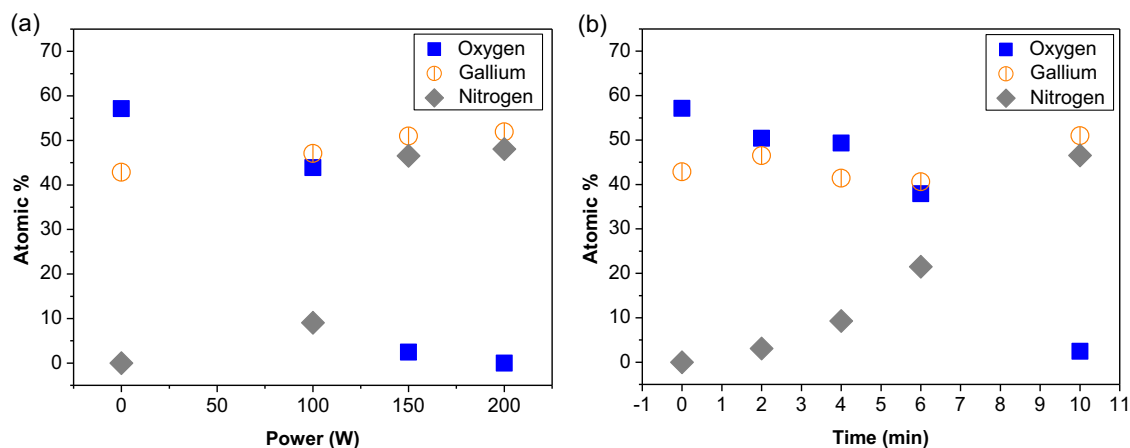 (a)
Oxygen
Gallium
Nitrogen
70
60
50
40
30
20
10
0
Atomic %
0 50 100 150 200
Power (W)
(b)
Oxygen
Gallium
Nitrogen
70
60
50
40
30
20
10
0
Atomic %
-1 0 1 2 3 4 5 6 7 8 9 10 11
Time (min)